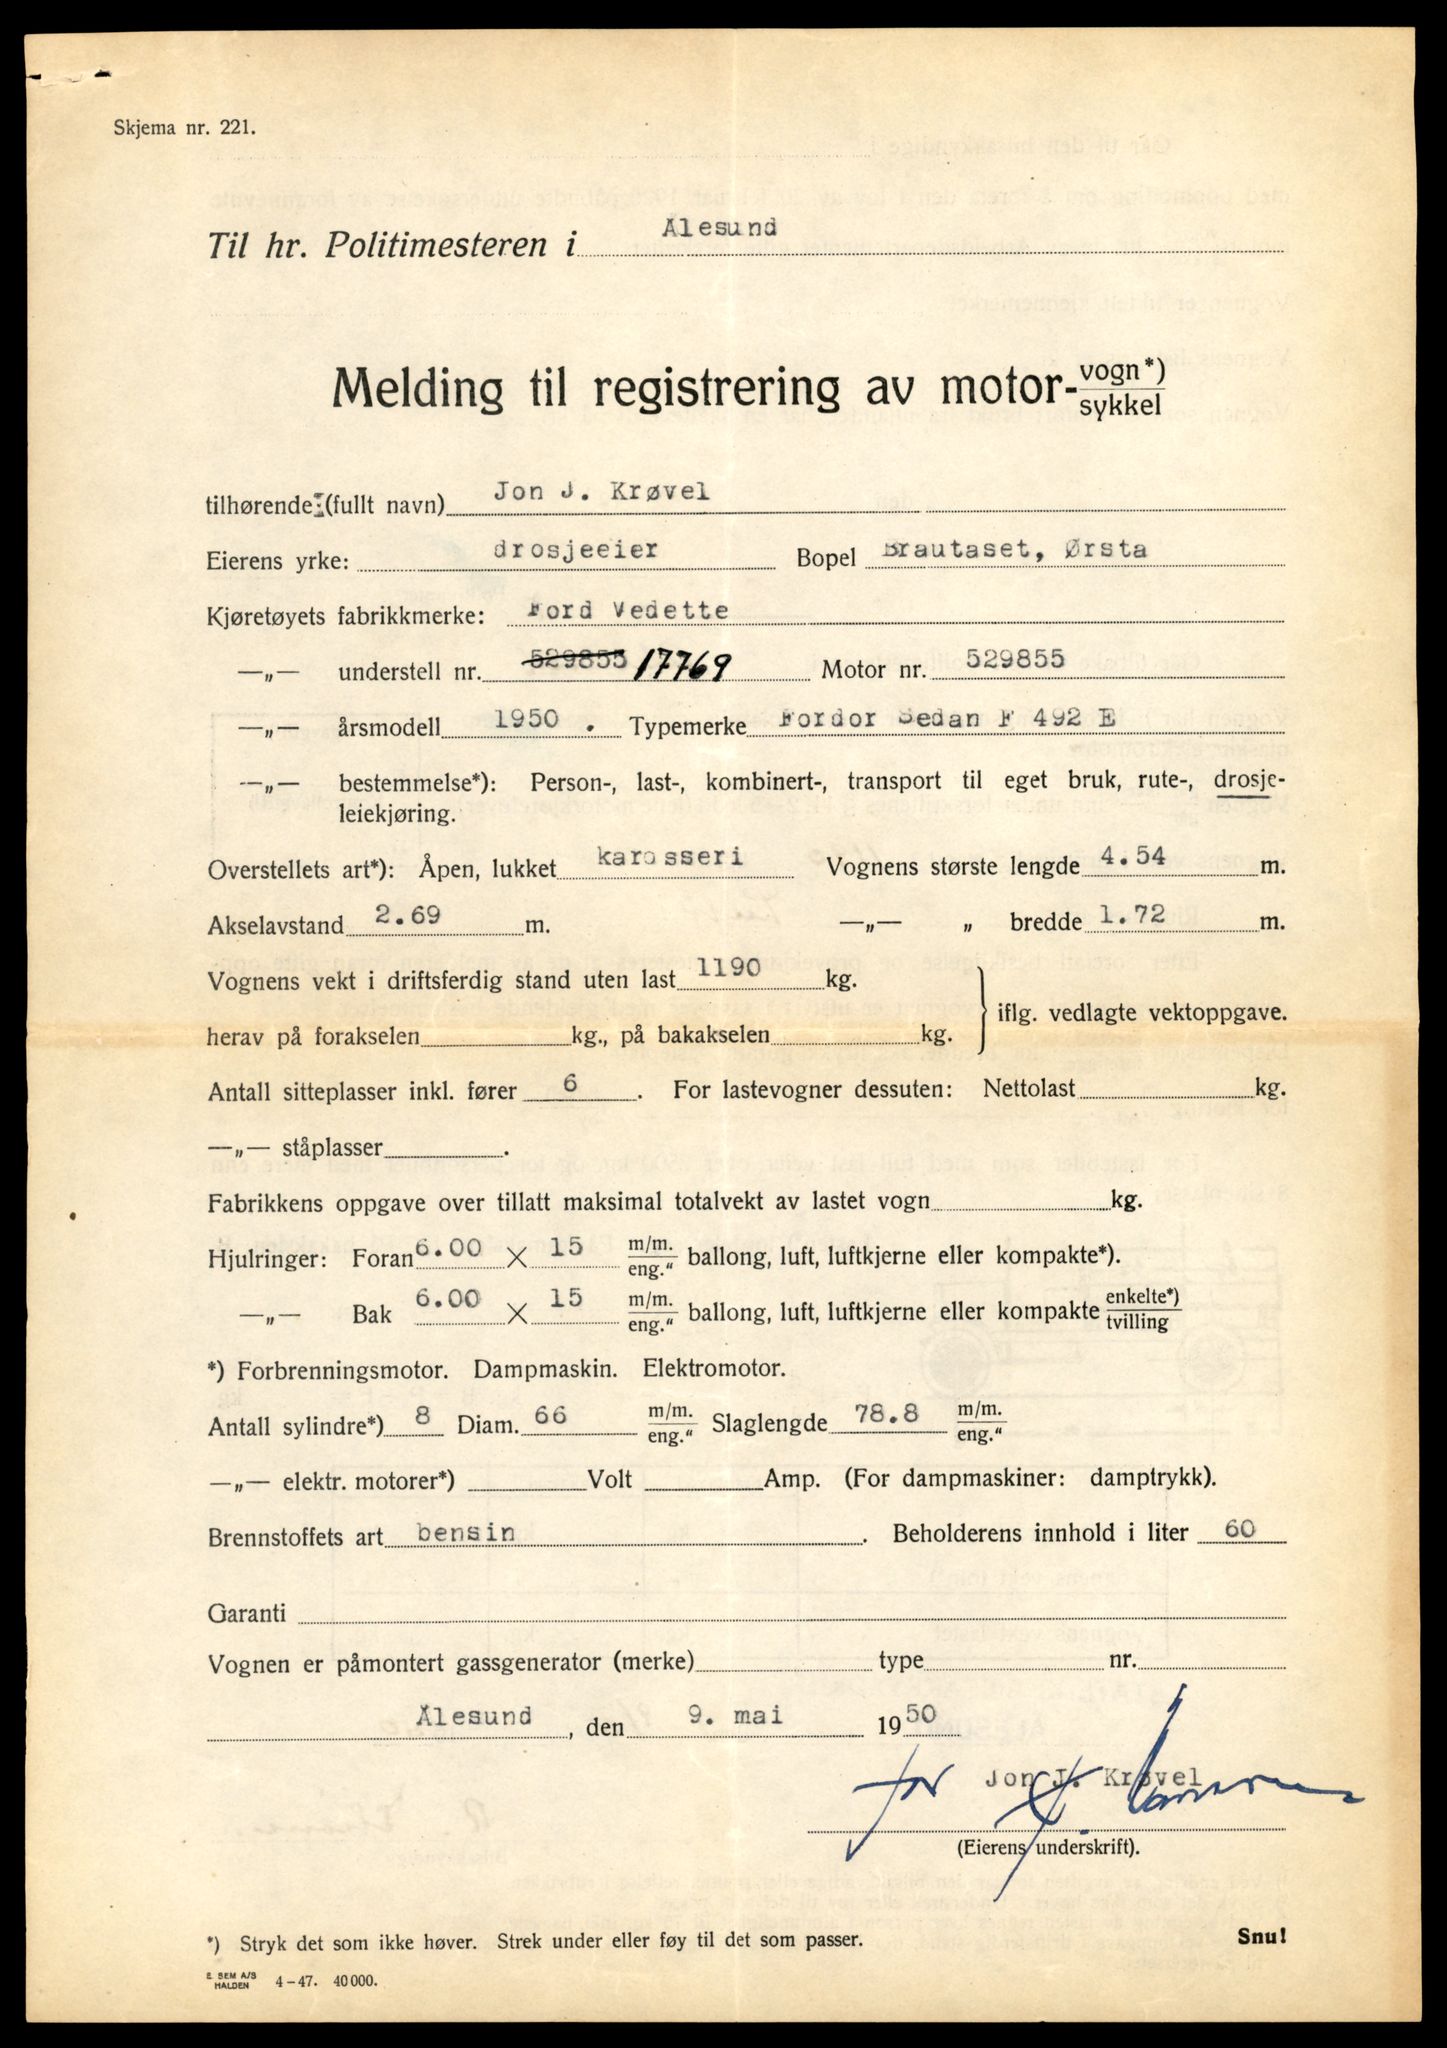 Skjema nr. 221.
Til hr. Politimesteren i Ålesund
Melding til registrering av motor-vogn*)
sykkel
tilhørende: (fullt navn) Jon J. Krøvel
Eierens yrke: drosjeeier Bopel Brautaset, Ørsta
Kjøretøyets fabrikkmerke: Ford Vedette
—„— understell nr. 529855 17769 Motor nr. 529855
—„— årsmodell 1950 . Typemerke Fordor Sedan F 492 E
—„— bestemmelse*): Person-, last-, kombinert-, transport til eget bruk, rute-, drosje-
leiekjøring.
Overstellets art*): Åpen, lukket karosseri Vognens største lengde 4.54 m.
Akselavstand 2.69 m. —„— „ bredde 1.72 m.
Vognens vekt i driftsferdig stand uten last 1190 kg.
herav på forakselen kg., på bakakselen kg.
iflg. vedlagte vektoppgave.
Antall sitteplasser inkl. fører 6 . For lastevogner dessuten: Nettolast kg.
—„— ståplasser .
Fabrikkens oppgave over tillatt maksimal totalvekt av lastet vogn kg.
Hjulringer: Foran 6.00 × 15 m/m. eng." ballong, luft, luftkjerne eller kompakte*).
—„— Bak 6.00 × 15 m/m. eng." ballong, luft, luftkjerne eller kompakte enkelte*) tvilling
*) Forbrenningsmotor. Dampmaskin. Elektromotor.
Antall sylindre*) 8 Diam. 66 m/m. eng." Slaglengde 78.8 m/m. eng."
—„— elektr. motorer*) Volt Amp. (For dampmaskiner: damptrykk).
Brennstoffets art bensin . Beholderens innhold i liter 60
Garanti
Vognen er påmontert gassgenerator (merke) type nr.
Ålesund , den 9. mai 1950
for Jon J. Krøvel
(Eierens underskrift).
*) Stryk det som ikke høver. Strek under eller føy til det som passer. Snu!
E. SEM A/S
HALDEN 4-47. 40 000.